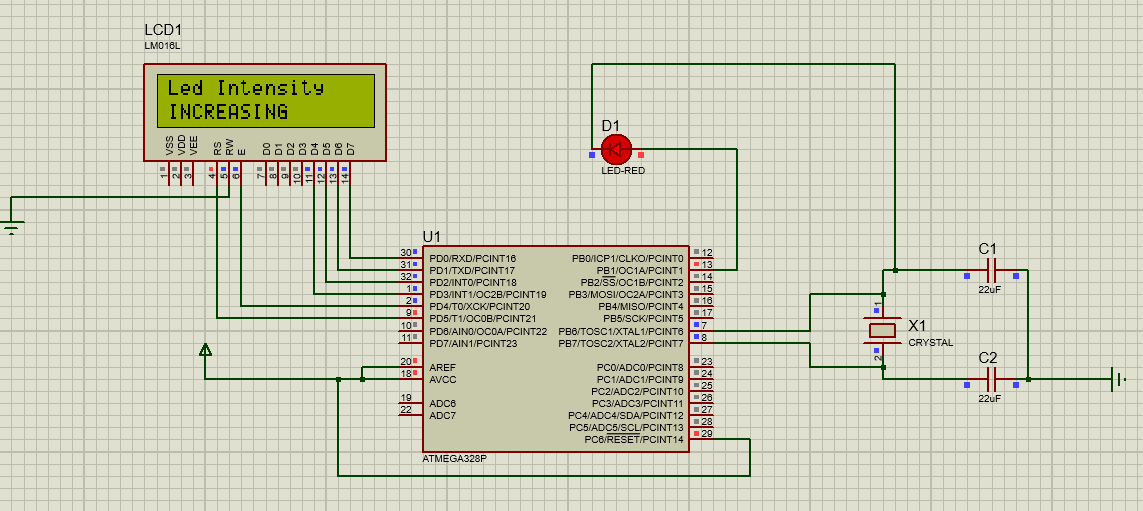 LCD1
LM016L
Led Intensity
INCREASING
VSS VDD VEE RS RW E D0 D1 D2 D3 D4 D5 D6 D7
1 2 3 4 5 6 7 8 9 10 11 12 13 14
D1
LED-RED
U1
30 PD0/RXD/PCINT16 PB0/ICP1/CLKO/PCINT0 12
31 PD1/TXD/PCINT17 PB1/OC1A/PCINT1 13
32 PD2/INT0/PCINT18 PB2/SS/OC1B/PCINT2 14
1 PD3/INT1/OC2B/PCINT19 PB3/MOSI/OC2A/PCINT3 15
2 PD4/T0/XCK/PCINT20 PB4/MISO/PCINT4 16
9 PD5/T1/OC0B/PCINT21 PB5/SCK/PCINT5 17
10 PD6/AIN0/OC0A/PCINT22 PB6/TOSC1/XTAL1/PCINT6 7
11 PD7/AIN1/PCINT23 PB7/TOSC2/XTAL2/PCINT7 8
20 AREF PC0/ADC0/PCINT8 23
18 AVCC PC1/ADC1/PCINT9 24
PC2/ADC2/PCINT10 25
19 ADC6 PC3/ADC3/PCINT11 26
22 ADC7 PC4/ADC4/SDA/PCINT12 27
PC5/ADC5/SCL/PCINT13 28
PC6/RESET/PCINT14 29
ATMEGA328P
C1
22uF
1
X1
CRYSTAL
2
C2
22uF